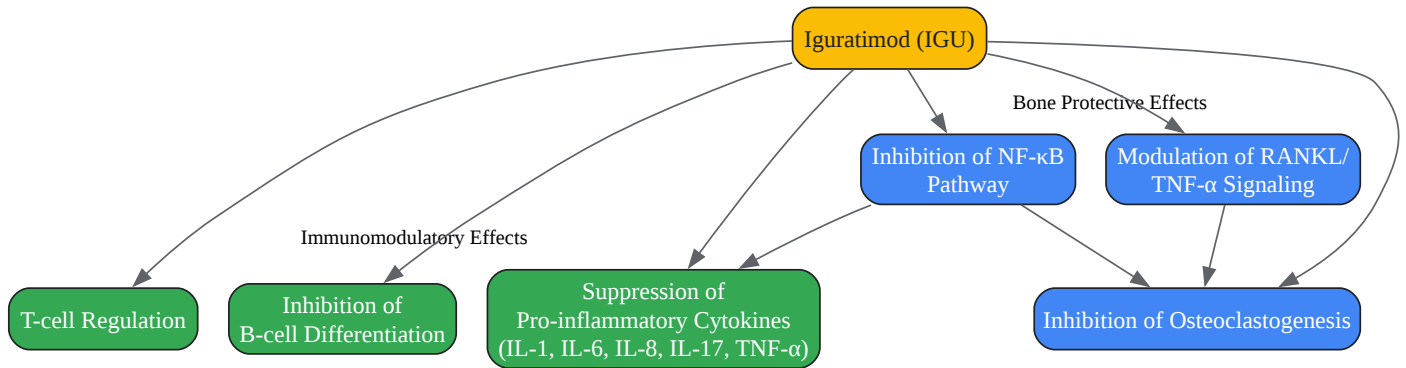 Iguratimod (IGU)
Bone Protective Effects
Inhibition of NF-κB
Pathway
Modulation of RANKL/
TNF-α Signaling
Immunomodulatory Effects
T-cell Regulation
Inhibition of
B-cell Differentiation
Suppression of
Pro-inflammatory Cytokines
(IL-1, IL-6, IL-8, IL-17, TNF-α)
Inhibition of Osteoclastogenesis